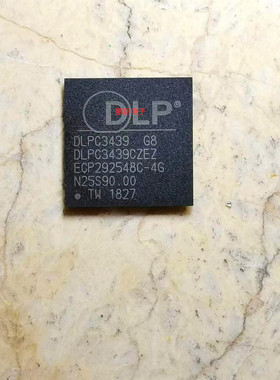 DLP®
DLPC3439 G8
DLPC3439CZEZ
ECP292548C-4G
N25S90.00
TW 1827